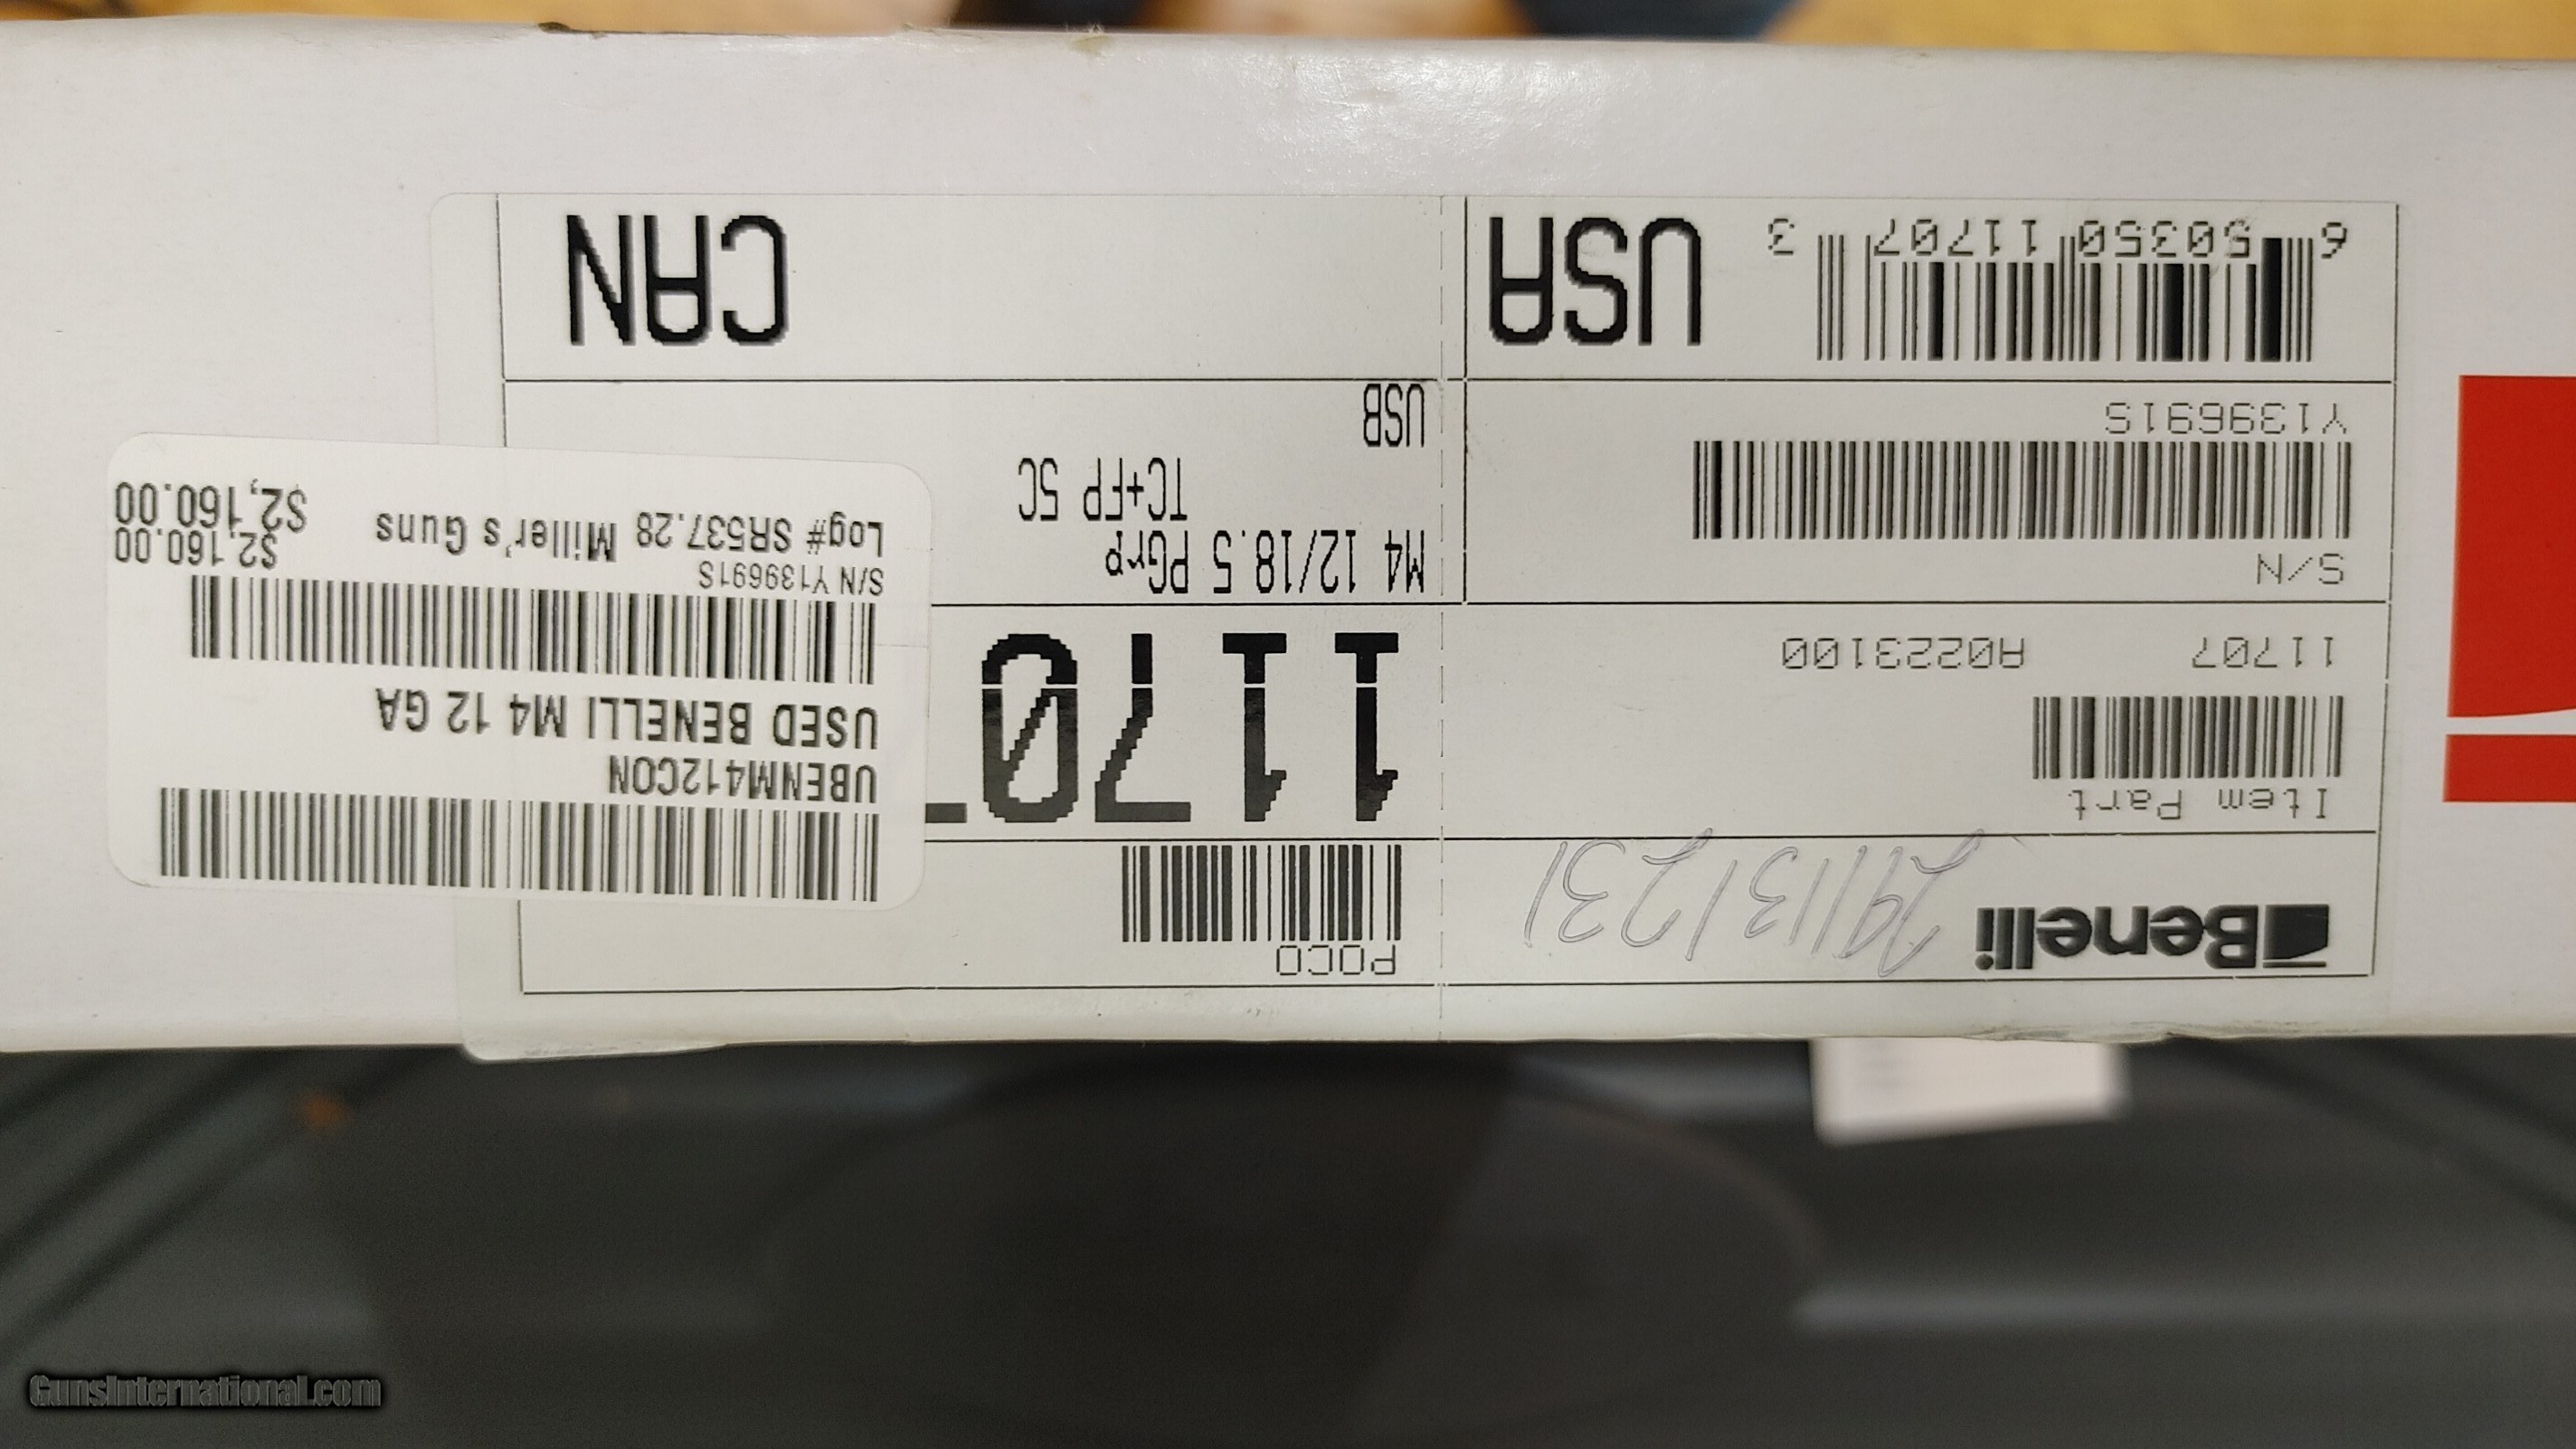 Benelli
Item Part
11707 A0223100
S/N
Y139691S
6 50350 11707 3
USA
POCO
1170
M4 12/18.5 PGrp
TC+FP 5C
USB
CAN
UBENM412CON
USED BENELLI M4 12 GA
S/N Y139691S $2,160.00
Log# SR537.28 Miller's Guns $2,160.00
GunsInternational.com